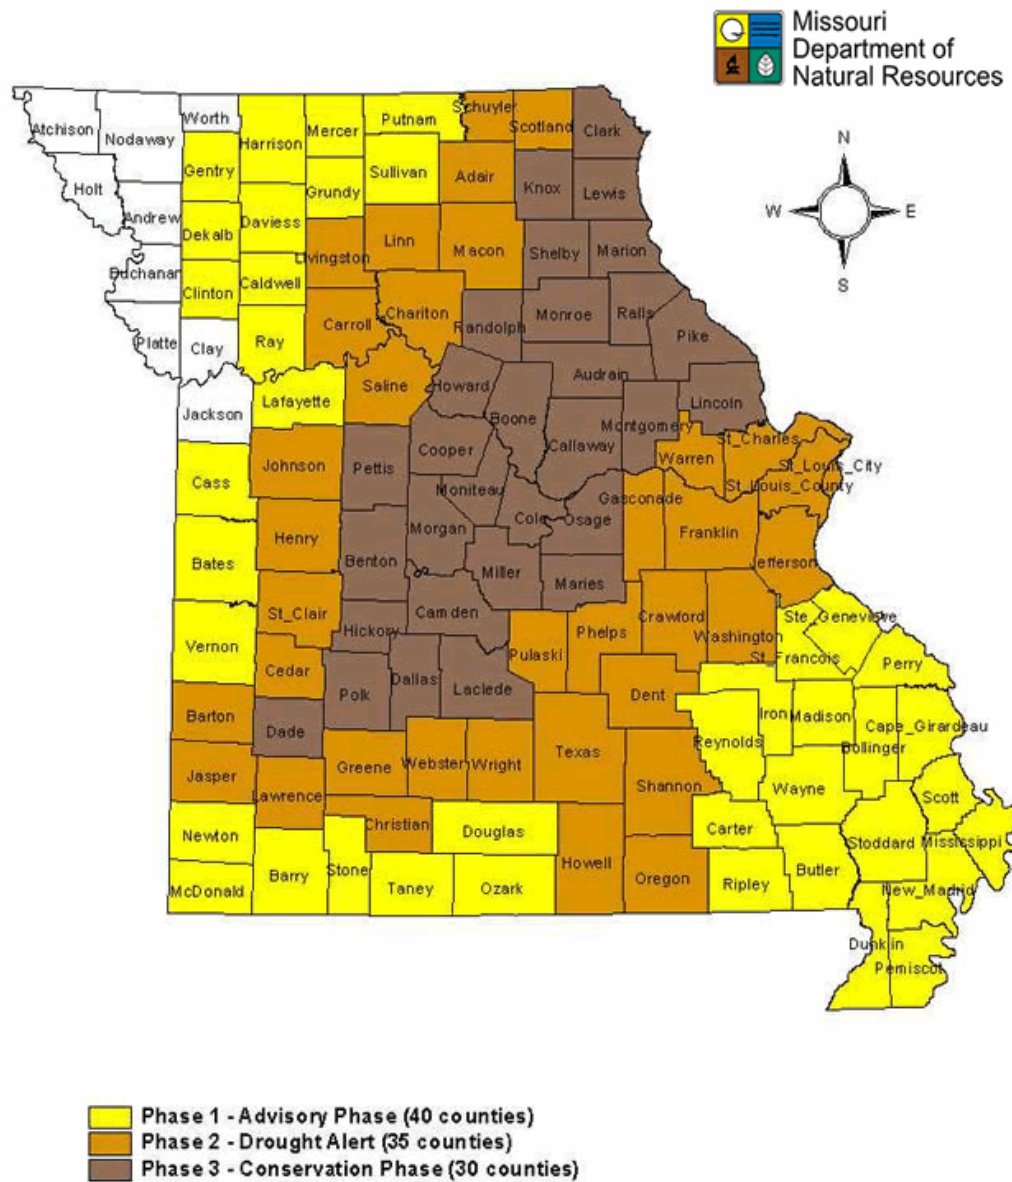 Missouri
Department of
Natural Resources
N
W E
S
Atchison
Nodaway
Worth
Harrison
Mercer
Putnam
Schuyler
Scotland
Clark
Holt
Gentry
Sullivan
Adair
Knox
Lewis
Grundy
Andrew
Dekalb
Daviess
Livingston
Linn
Macon
Shelby
Marion
Buchanan
Clinton
Caldwell
Carroll
Chariton
Randolph
Monroe
Ralls
Pike
Platte
Clay
Ray
Audrain
Jackson
Lafayette
Saline
Howard
Boone
Callaway
Montgomery
Lincoln
Cass
Johnson
Pettis
Cooper
Moniteau
Warren
St_Charles
St_Louis_City
St_Louis_County
Gasconade
Bates
Henry
Benton
Morgan
Cole
Osage
Franklin
Jefferson
Miller
Maries
Vernon
St_Clair
Hickory
Camden
Pulaski
Phelps
Crawford
Washington
Ste_Genevieve
St_Francois
Perry
Cedar
Polk
Dallas
Laclede
Dent
Iron
Madison
Cape_Girardeau
Bollinger
Barton
Dade
Reynolds
Jasper
Greene
Webster
Wright
Texas
Shannon
Wayne
Scott
Lawrence
Newton
Christian
Douglas
Howell
Carter
Stoddard
Mississippi
McDonald
Barry
Stone
Taney
Ozark
Oregon
Ripley
Butler
New_Madrid
Dunklin
Pemiscot
Phase 1 - Advisory Phase (40 counties)
Phase 2 - Drought Alert (35 counties)
Phase 3 - Conservation Phase (30 counties)